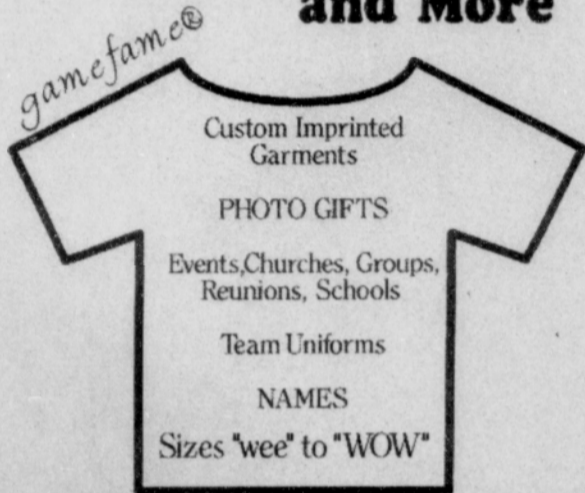 and More
gamefame®
Custom Imprinted
Garments
PHOTO GIFTS
Events,Churches, Groups,
Reunions, Schools
Team Uniforms
NAMES
Sizes "wee" to "WOW"